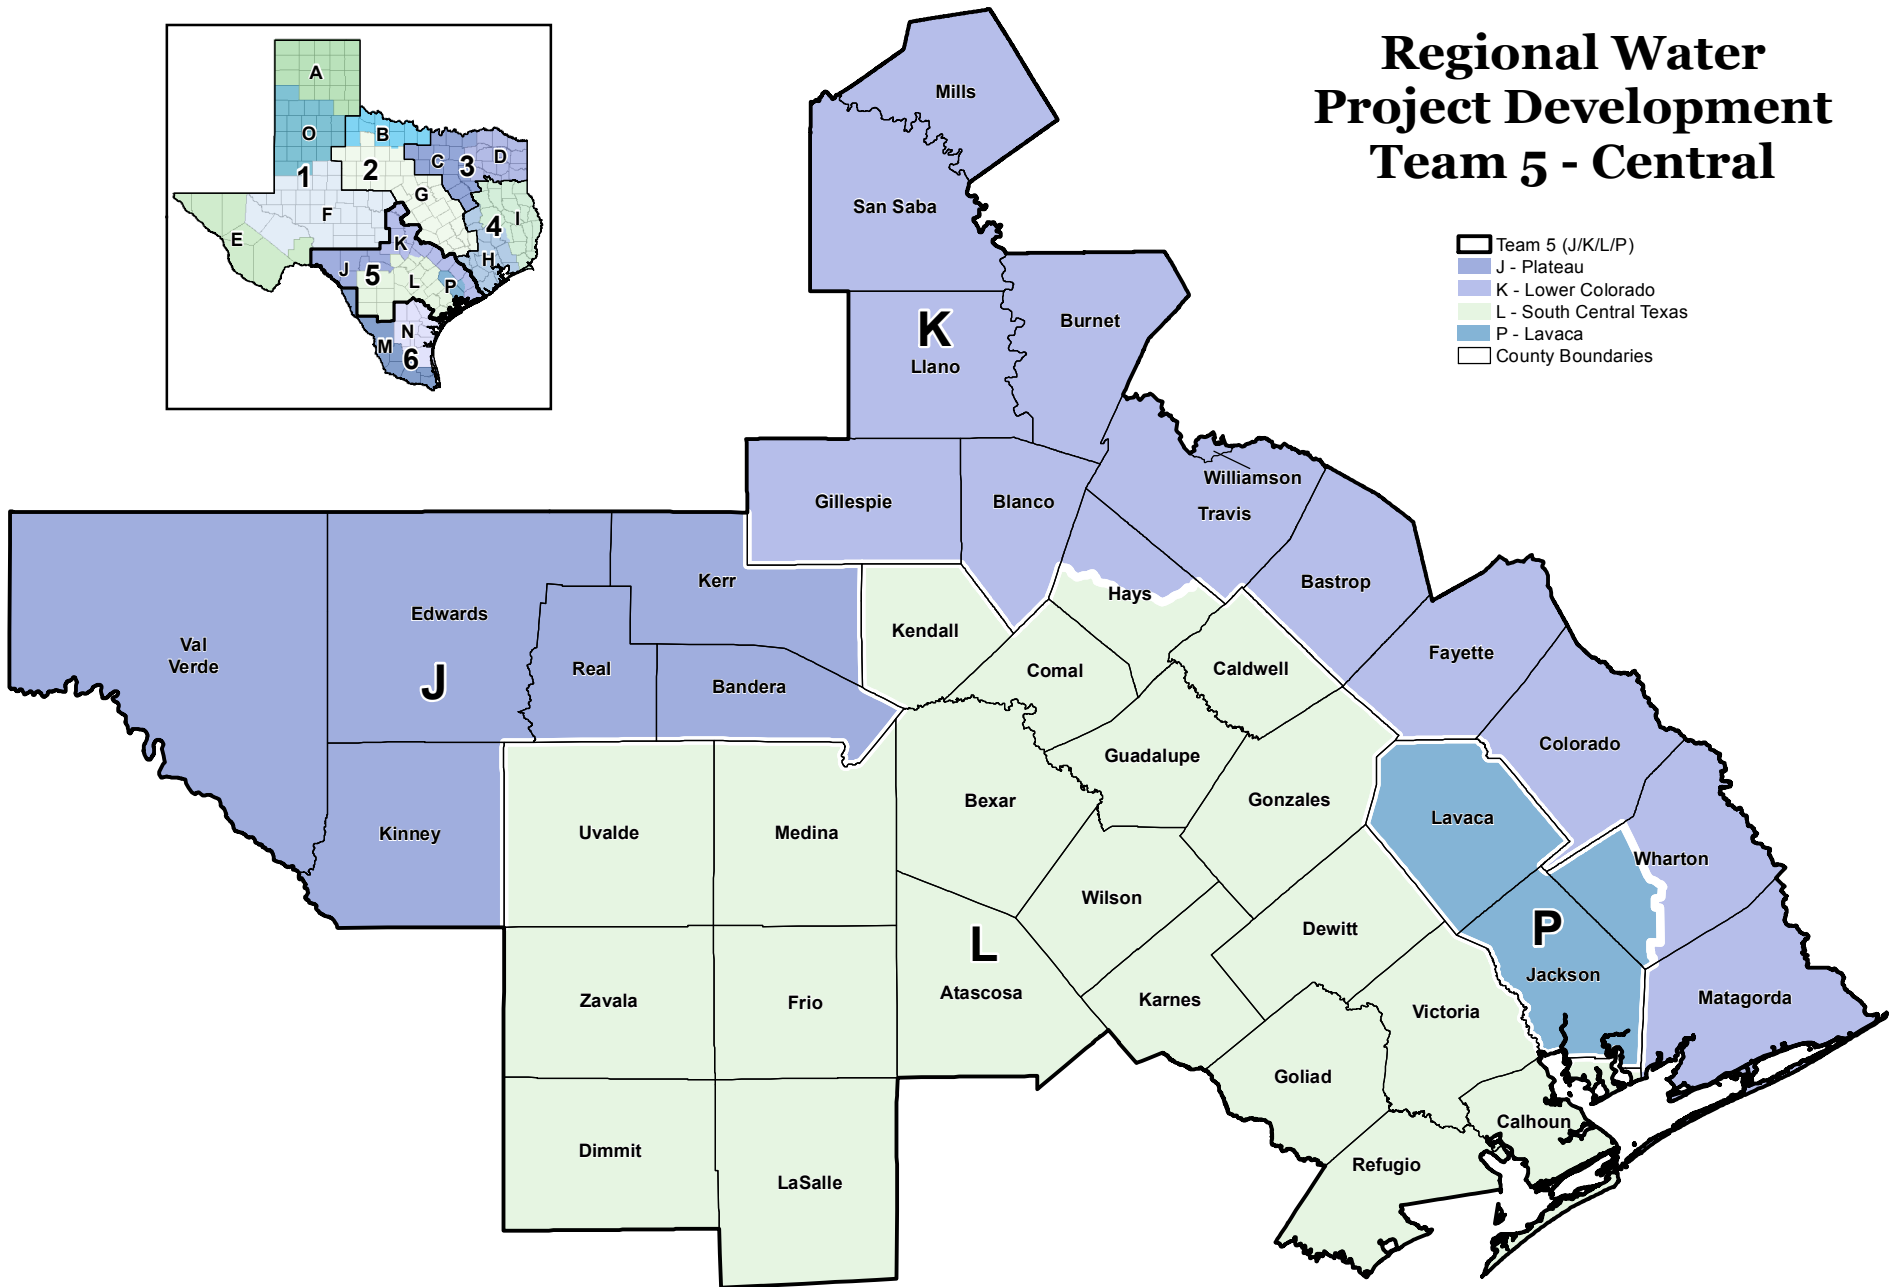 Regional Water
Project Development
Team 5 - Central
Team 5 (J/K/L/P)
J - Plateau
K - Lower Colorado
L - South Central Texas
P - Lavaca
County Boundaries
A
O
B
1
2
C
3
D
G
F
4
I
E
K
H
J
5
L
P
N
M
6
Mills
San Saba
K
Llano
Burnet
Williamson
Travis
Gillespie
Blanco
Bastrop
Hays
Kerr
Edwards
Val
Verde
J
Real
Bandera
Kendall
Comal
Caldwell
Fayette
Colorado
Guadalupe
Gonzales
Bexar
Lavaca
Kinney
Uvalde
Medina
Wharton
Wilson
P
Jackson
Dewitt
L
Atascosa
Zavala
Frio
Karnes
Victoria
Matagorda
Goliad
Calhoun
Dimmit
LaSalle
Refugio